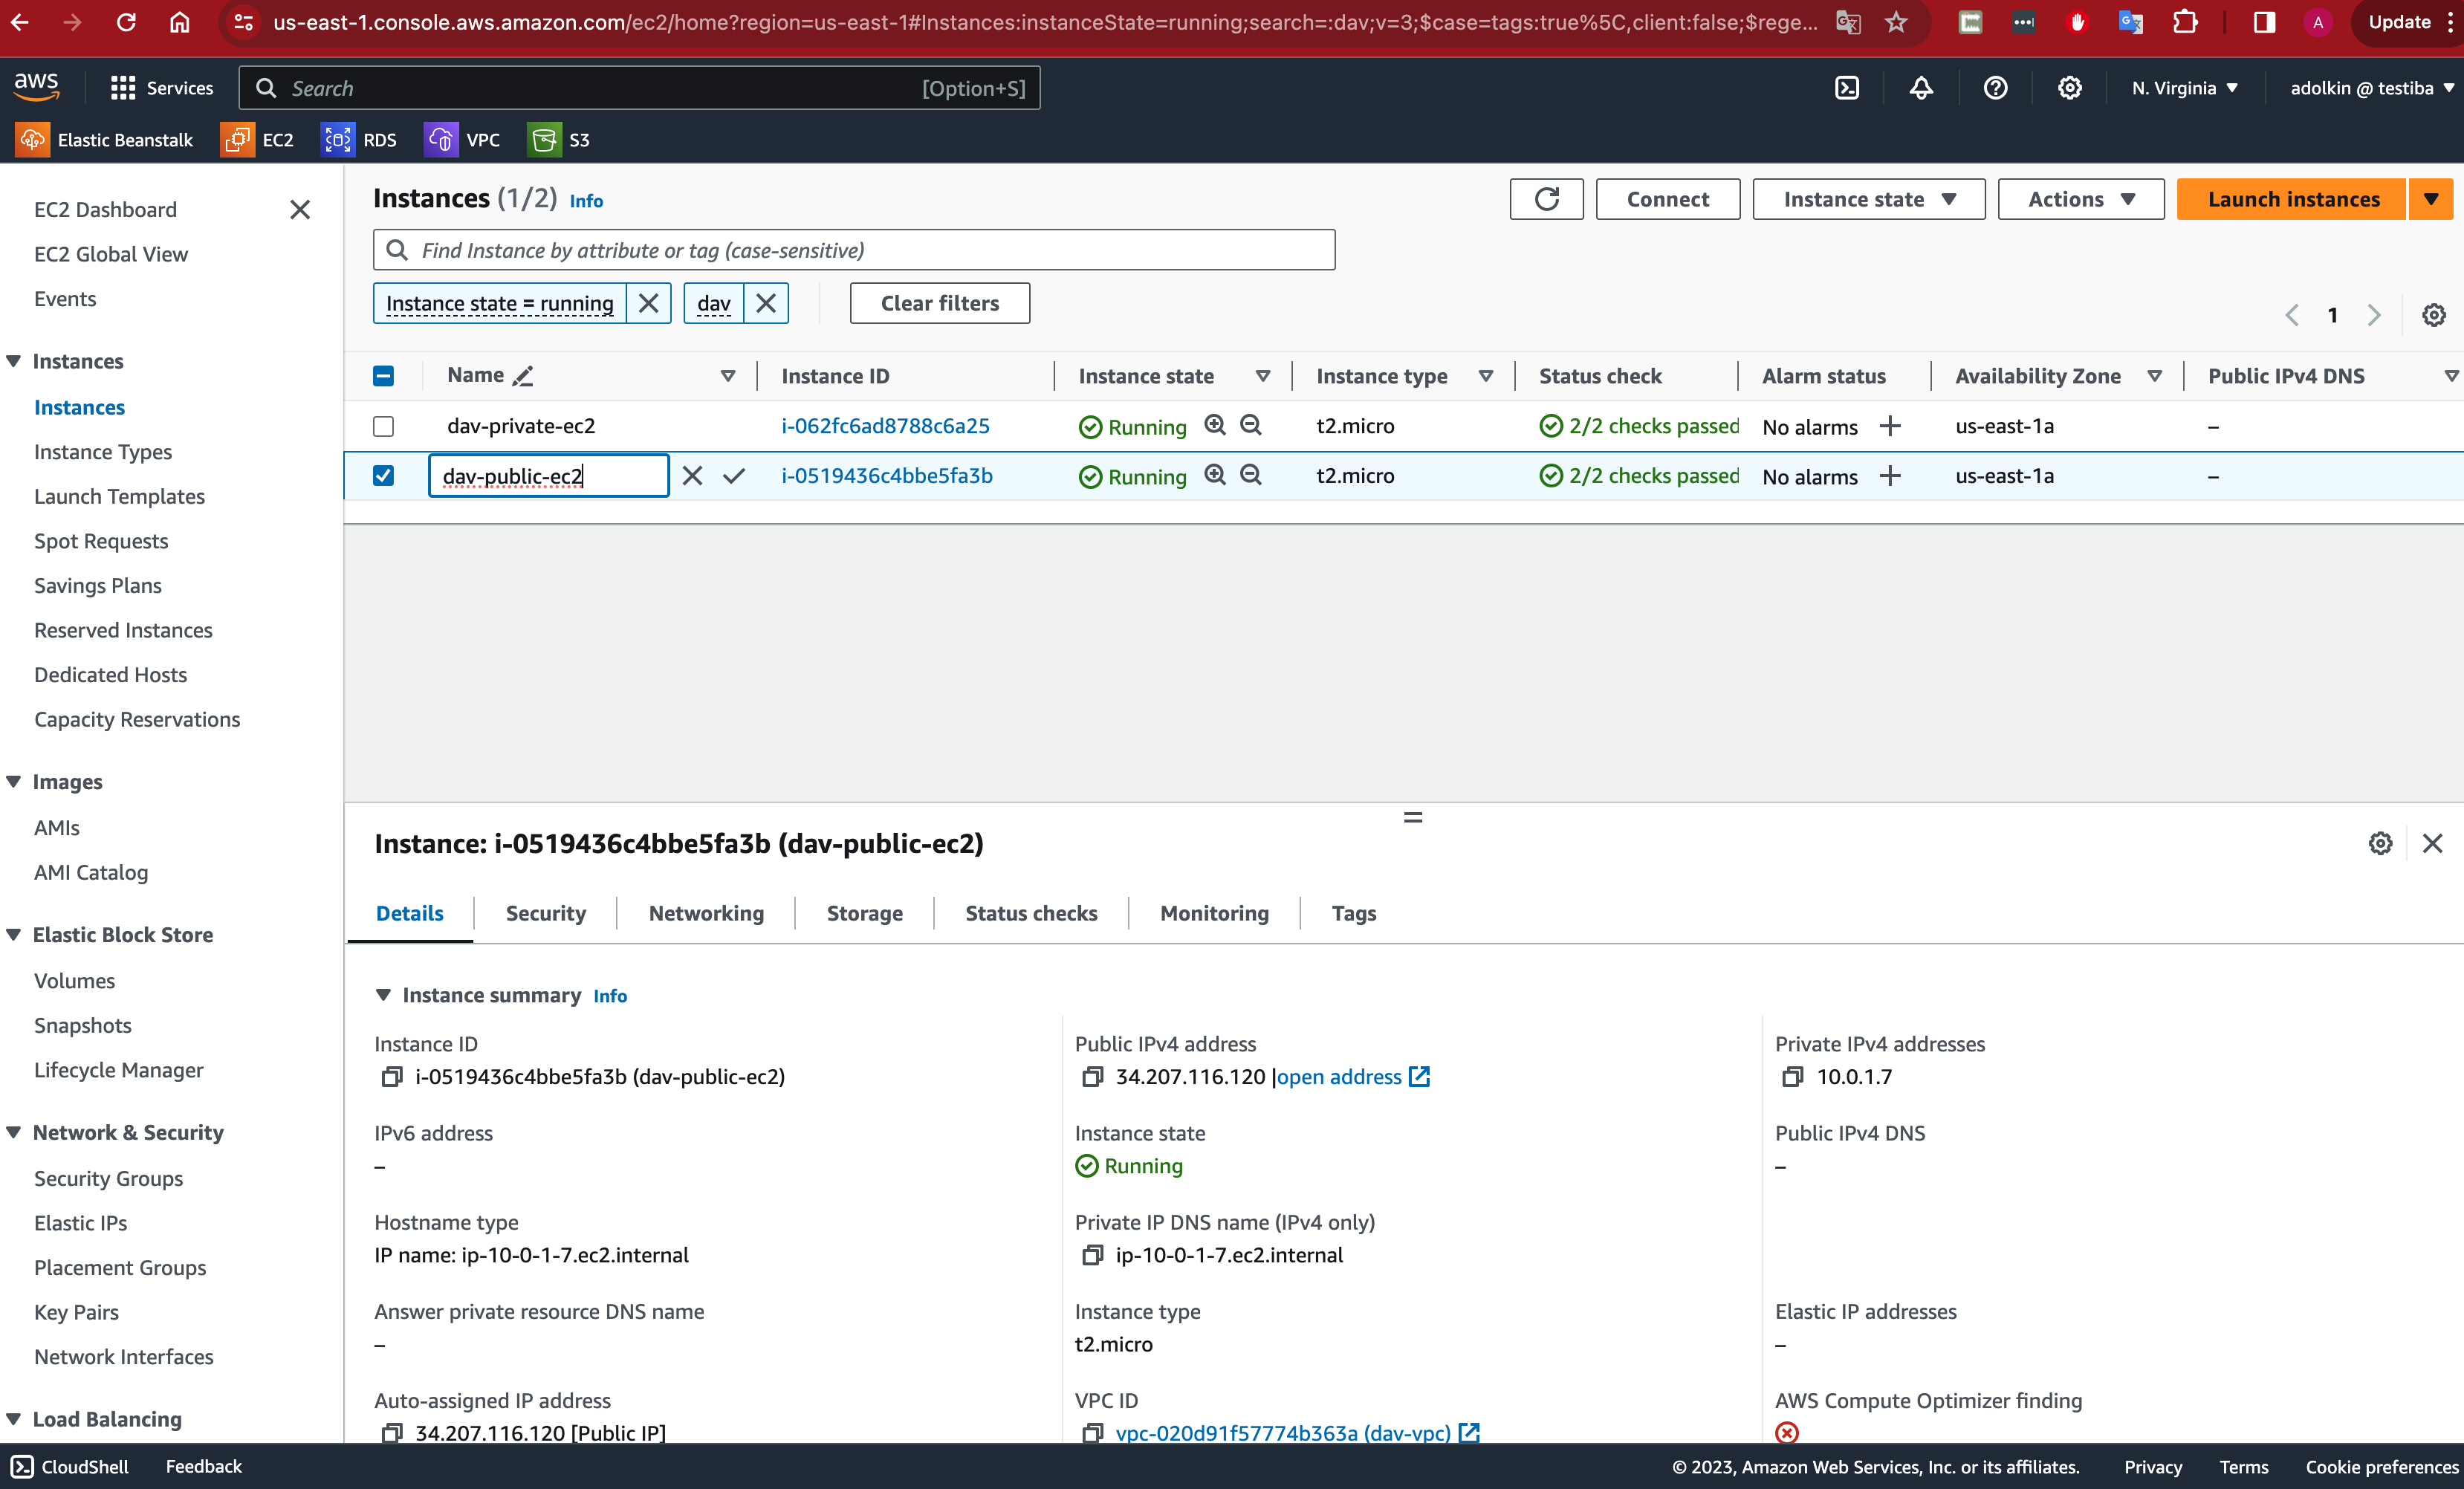 us-east-1.console.aws.amazon.com/ec2/home?region=us-east-1#Instances:instanceState=running;search=:dav;v=3;$case=tags:true%5C,client:false;$rege...
A
Update
aws
Services
Search
[Option+S]
N. Virginia
adolkin @ testiba
Elastic Beanstalk
EC2
RDS
VPC
S3
EC2 Dashboard
EC2 Global View
Events
Instances
Instances
Instance Types
Launch Templates
Spot Requests
Savings Plans
Reserved Instances
Dedicated Hosts
Capacity Reservations
Images
AMIs
AMI Catalog
Elastic Block Store
Volumes
Snapshots
Lifecycle Manager
Network & Security
Security Groups
Elastic IPs
Placement Groups
Key Pairs
Network Interfaces
Load Balancing
Instances (1/2) Info
Connect
Instance state
Actions
Launch instances
Find Instance by attribute or tag (case-sensitive)
Instance state = running
dav
Clear filters
1
Name Instance ID Instance state Instance type Status check Alarm status Availability Zone Public IPv4 DNS
dav-private-ec2 i-062fc6ad8788c6a25 Running t2.micro 2/2 checks passed No alarms + us-east-1a –
dav-public-ec2 i-0519436c4bbe5fa3b Running t2.micro 2/2 checks passed No alarms + us-east-1a –
Instance: i-0519436c4bbe5fa3b (dav-public-ec2)
Details Security Networking Storage Status checks Monitoring Tags
Instance summary Info
Instance ID
i-0519436c4bbe5fa3b (dav-public-ec2)
Public IPv4 address
34.207.116.120 |open address
Private IPv4 addresses
10.0.1.7
IPv6 address
–
Instance state
Running
Public IPv4 DNS
–
Hostname type
IP name: ip-10-0-1-7.ec2.internal
Private IP DNS name (IPv4 only)
ip-10-0-1-7.ec2.internal
Answer private resource DNS name
–
Instance type
t2.micro
Elastic IP addresses
–
Auto-assigned IP address
34.207.116.120 [Public IP]
VPC ID
vpc-020d91f57774b363a (dav-vpc)
AWS Compute Optimizer finding
CloudShell
Feedback
© 2023, Amazon Web Services, Inc. or its affiliates.
Privacy
Terms
Cookie preferences